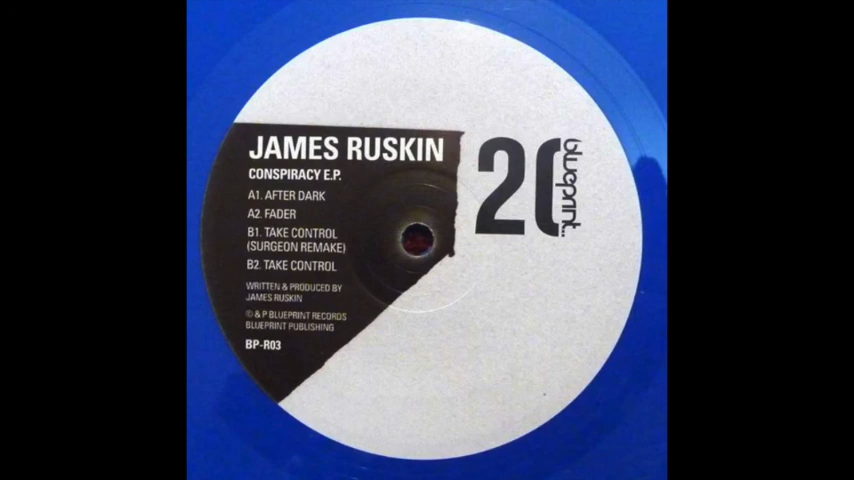 JAMES RUSKIN
CONSPIRACY E.P.
A1. AFTER DARK
A2. FADER
B1. TAKE CONTROL
(SURGEON REMAKE)
B2. TAKE CONTROL
WRITTEN & PRODUCED BY
JAMES RUSKIN
© & P BLUEPRINT RECORDS
BLUEPRINT PUBLISHING
BP-R03
20
blueprint..